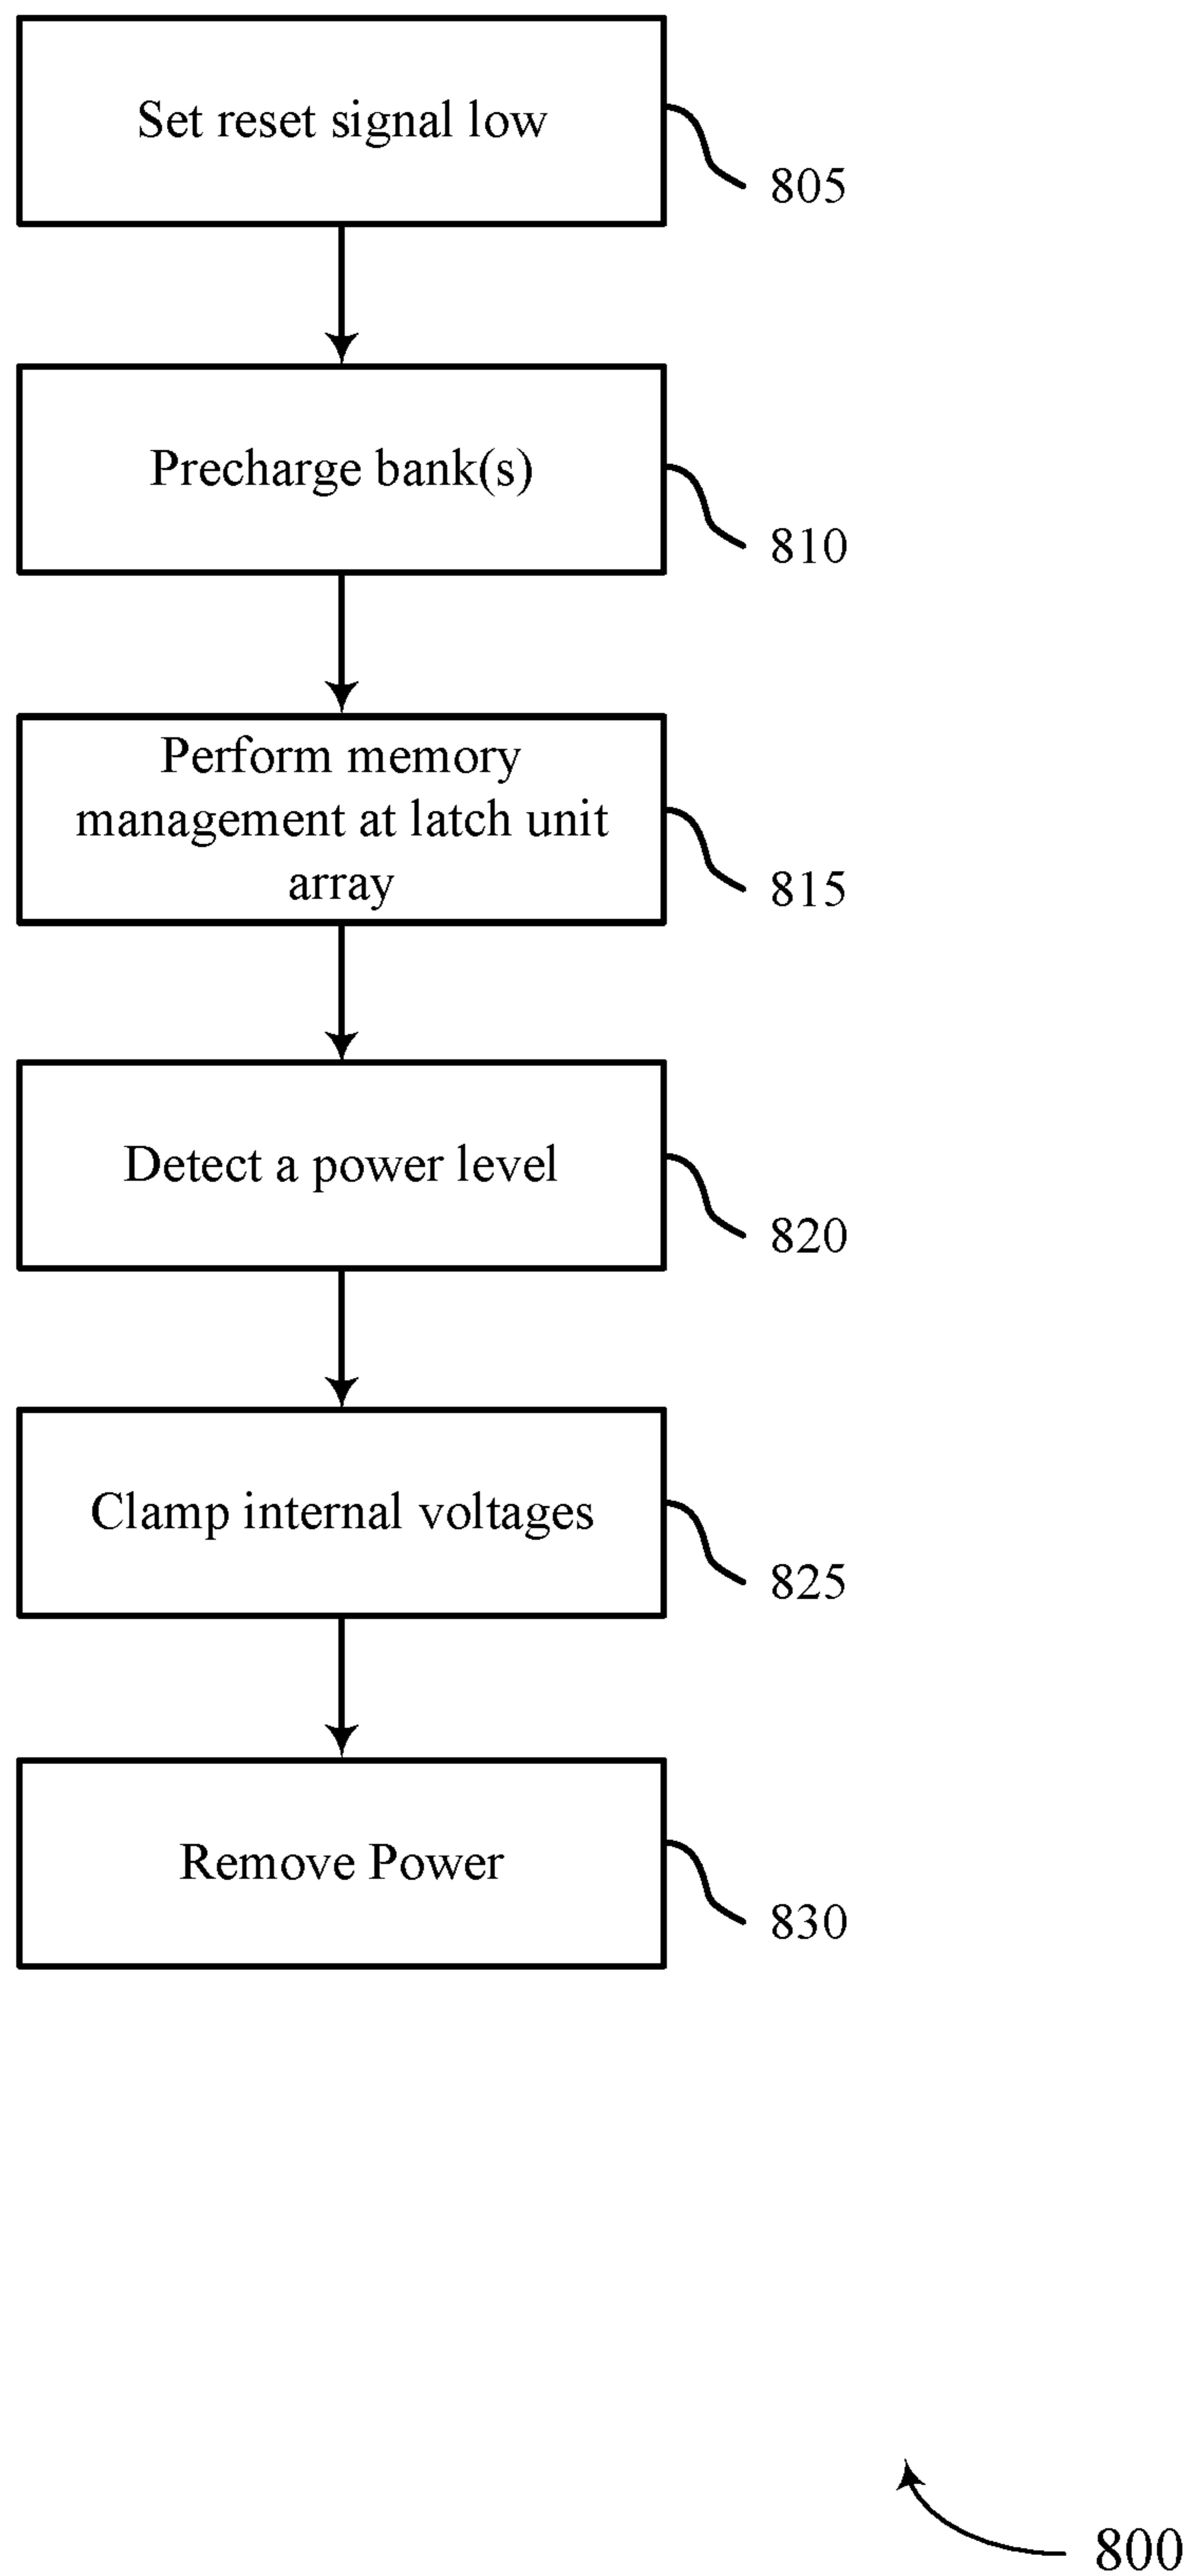 Set reset signal low
805
Precharge bank(s)
810
Perform memory
management at latch unit
array
815
Detect a power level
820
Clamp internal voltages
825
Remove Power
830
800